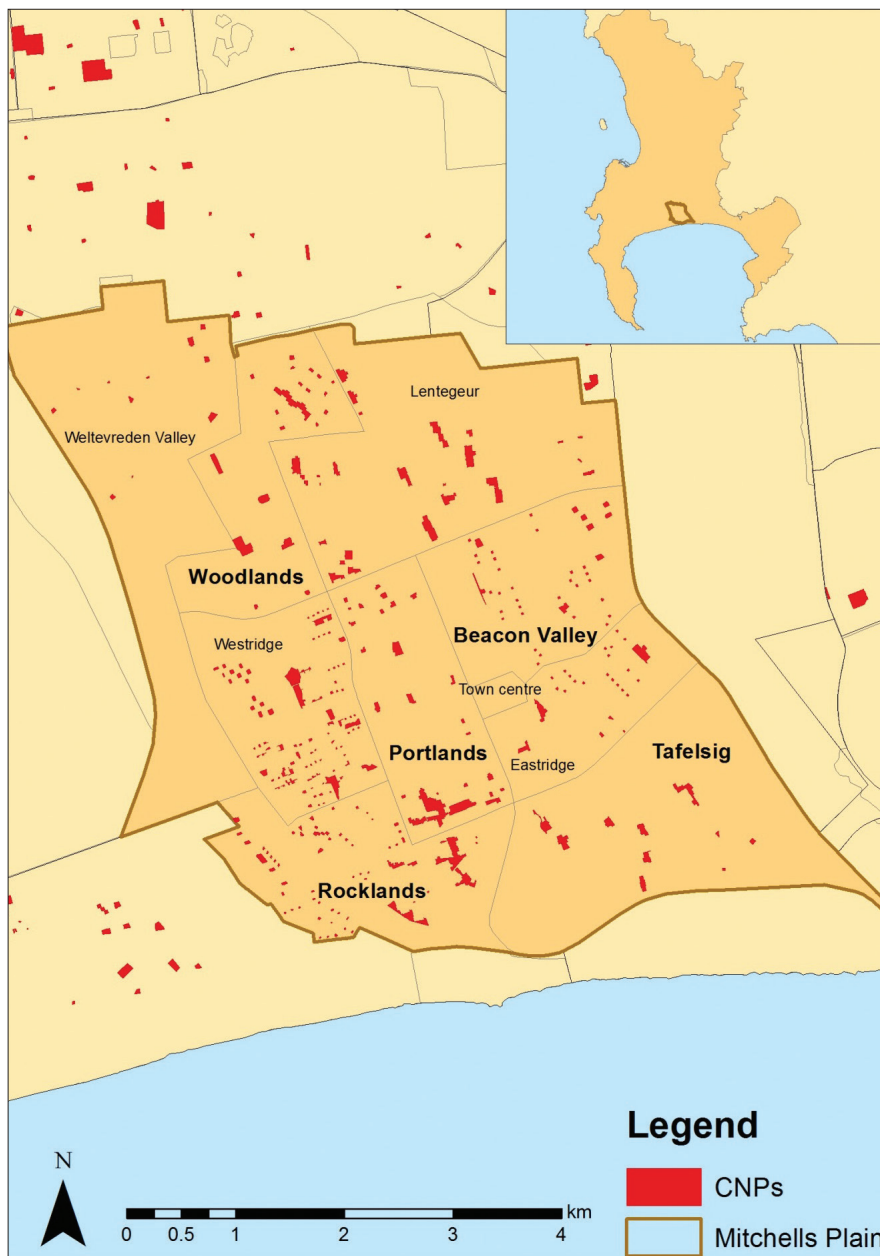 Lentegeur
Weltevreden Valley
Woodlands
Beacon Valley
Westridge
Town centre
Portlands
Eastridge
Tafelsig
Rocklands
Legend
CNPs
Mitchells Plain
N
km
0 0.5 1 2 3 4